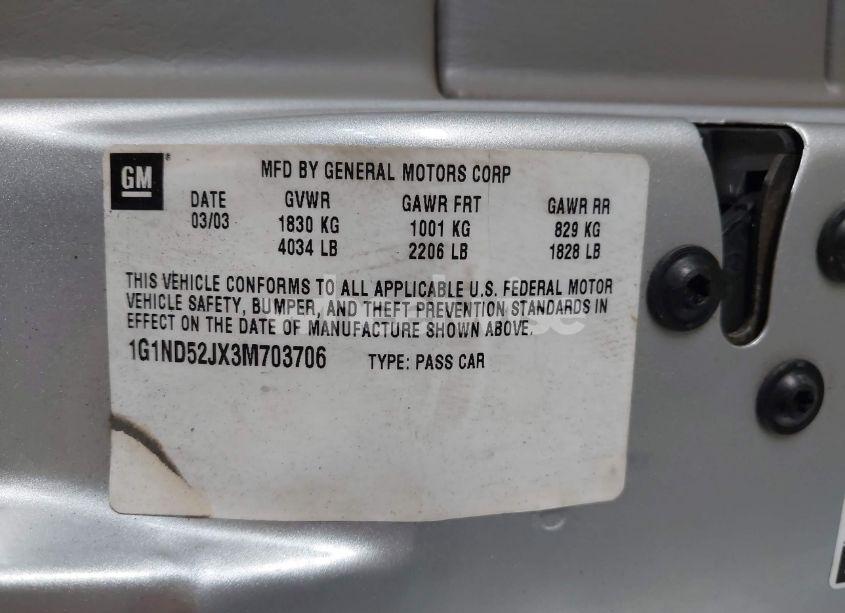 GM
MFD BY GENERAL MOTORS CORP
DATE GVWR GAWR FRT GAWR RR
03/03 1830 KG 1001 KG 829 KG
4034 LB 2206 LB 1828 LB
THIS VEHICLE CONFORMS TO ALL APPLICABLE U.S. FEDERAL MOTOR
VEHICLE SAFETY, BUMPER, AND THEFT PREVENTION STANDARDS IN
EFFECT ON THE DATE OF MANUFACTURE SHOWN ABOVE.
1G1ND52JX3M703706 TYPE: PASS CAR